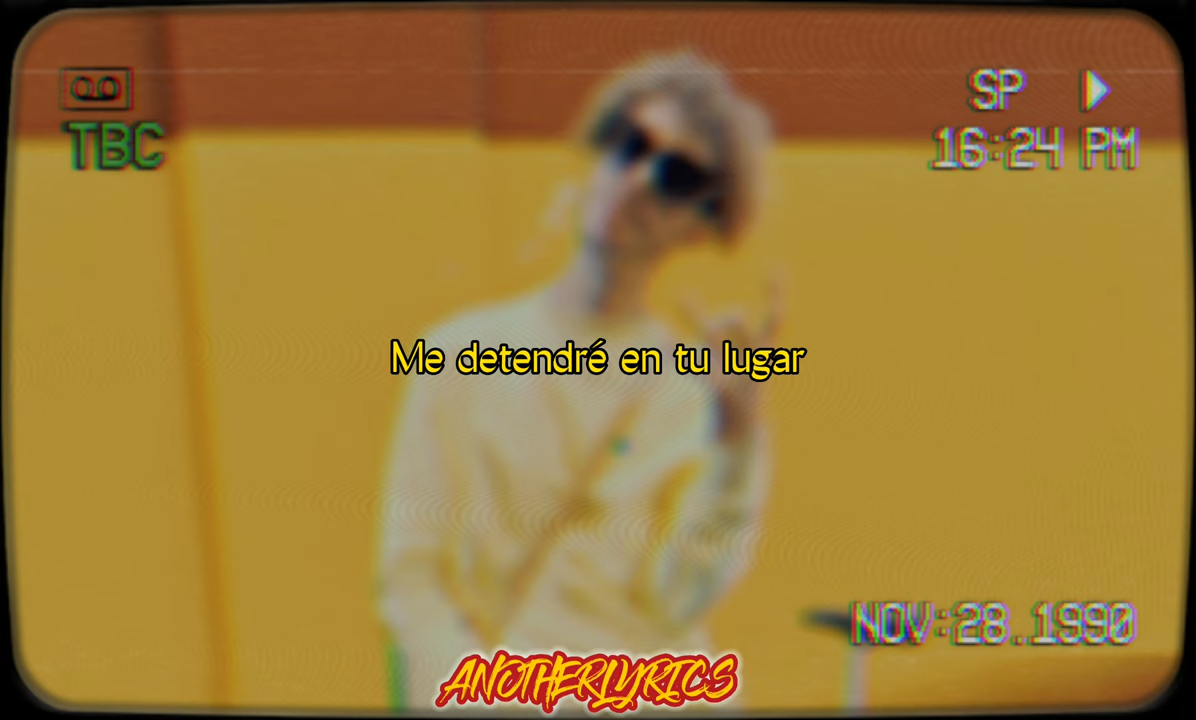 TBC
SP
16:24 PM
Me detendré en tu lugar
NOV:28.1990
ANOTHERLYRICS